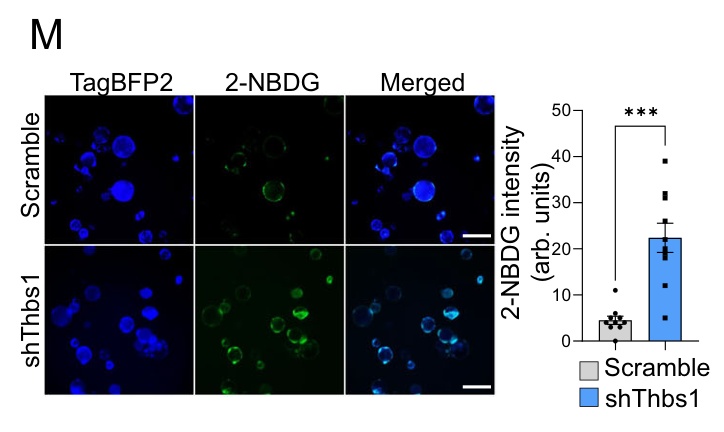 M
TagBFP2 2-NBDG Merged
Scramble
shThbs1
2-NBDG intensity
(arb. units)
50
40
30
20
10
0
***
Scramble
shThbs1